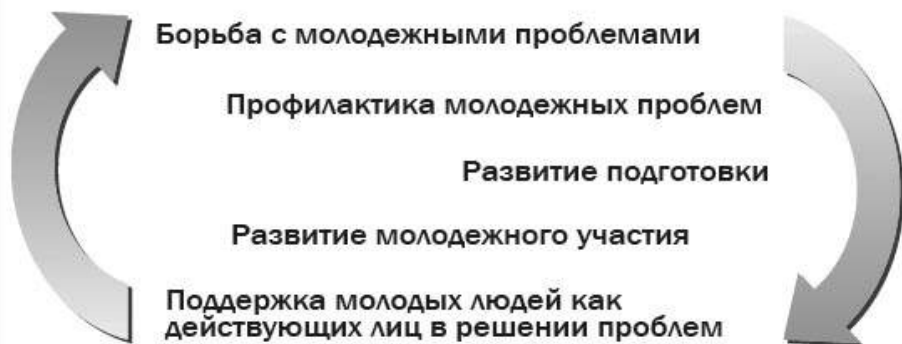 Борьба с молодежными проблемами
Профилактика молодежных проблем
Развитие подготовки
Развитие молодежного участия
Поддержка молодых людей как
действующих лиц в решении проблем